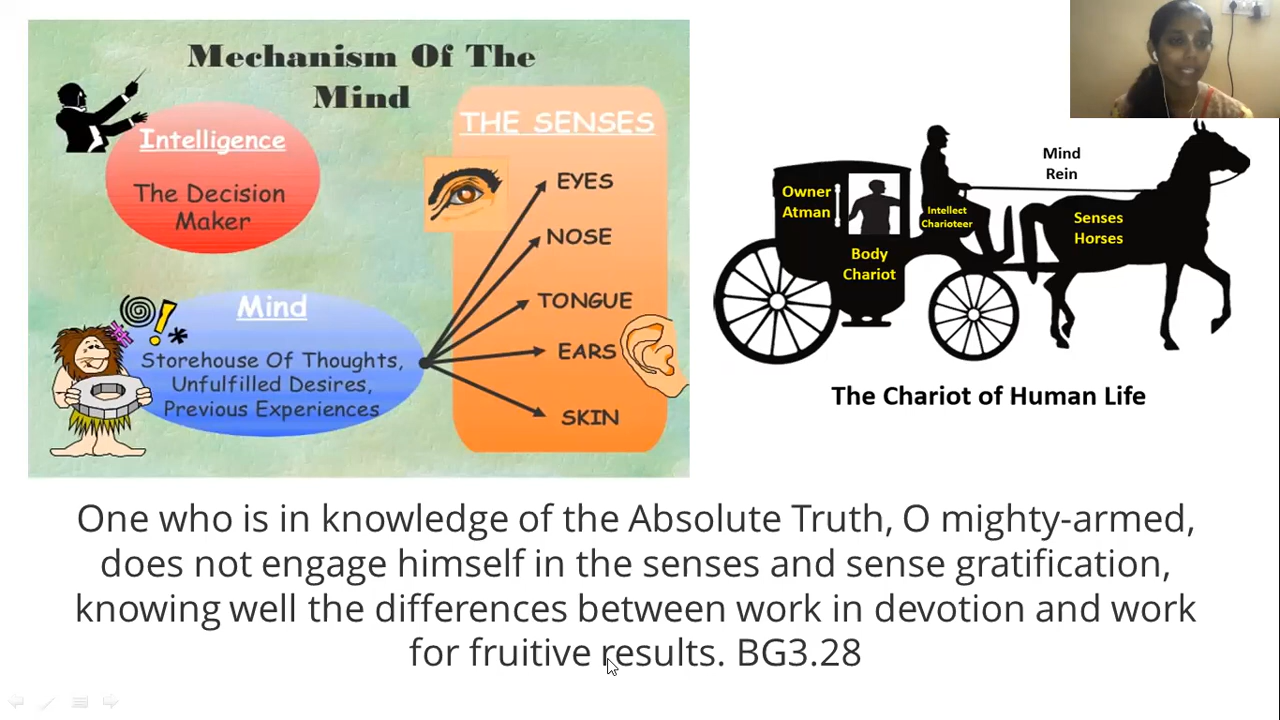 Mechanism Of The
Mind
Intelligence
The Decision
Maker
Mind
Storehouse Of Thoughts,
Unfulfilled Desires,
Previous Experiences
THE SENSES
EYES
NOSE
TONGUE
EARS
SKIN
Owner
Atman
Body
Chariot
Intellect
Charioteer
Mind
Rein
Senses
Horses
The Chariot of Human Life
One who is in knowledge of the Absolute Truth, O mighty-armed,
does not engage himself in the senses and sense gratification,
knowing well the differences between work in devotion and work
for fruitive results. BG3.28